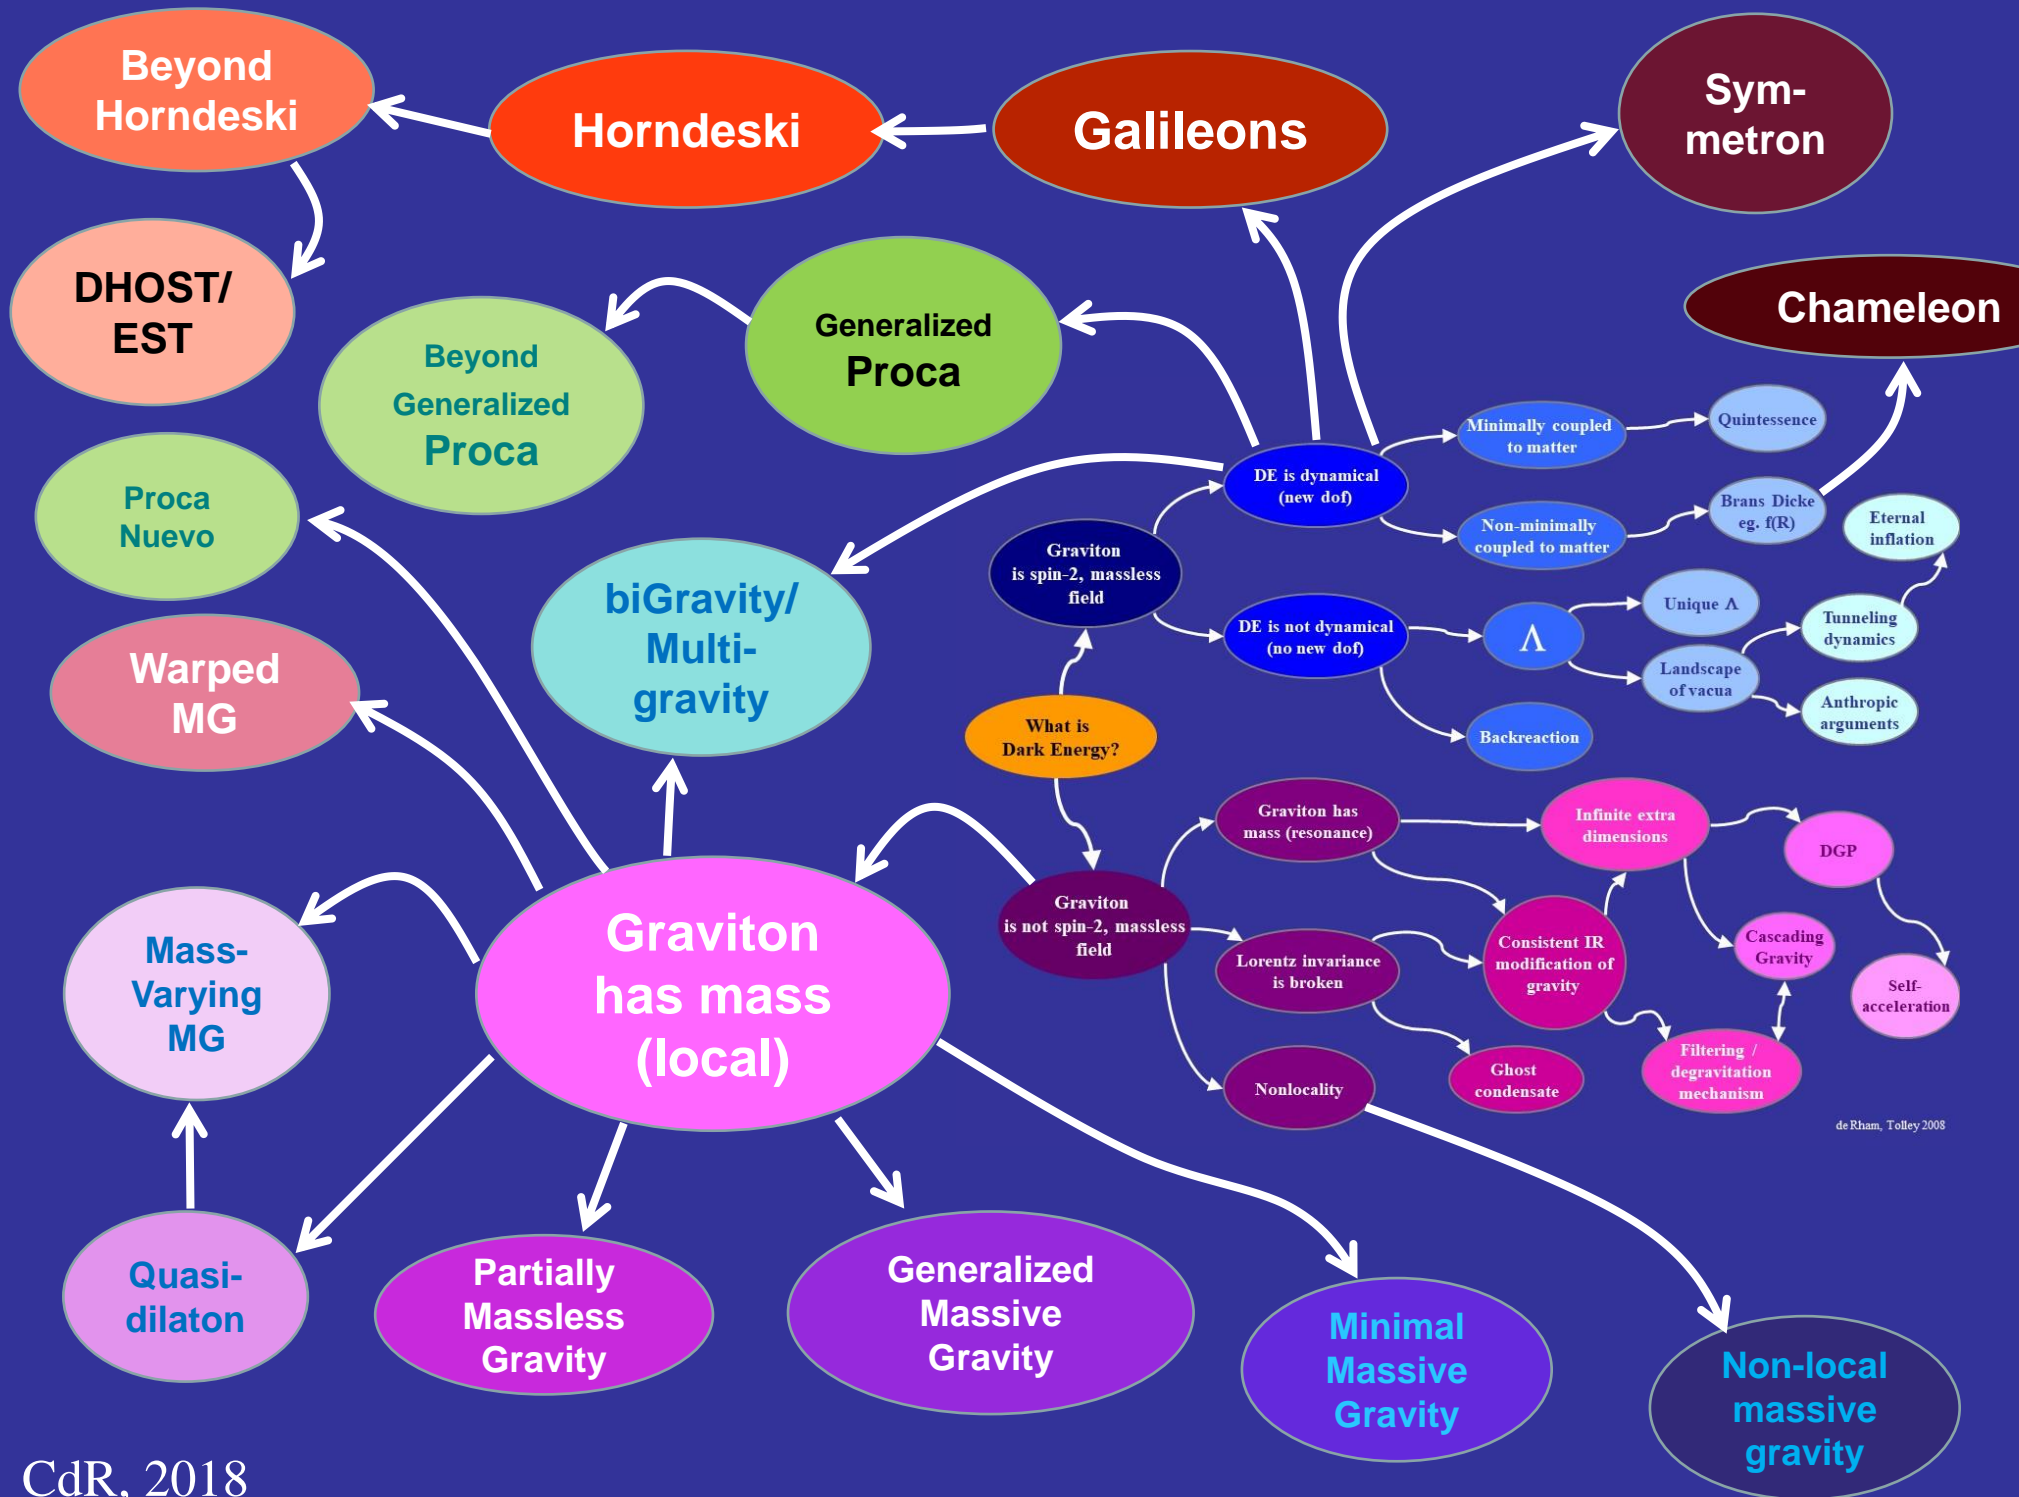 Beyond
Horndeski
Horndeski
Galileons
Sym-
metron
DHOST/
EST
Beyond
Generalized
Proca
Generalized
Proca
Chameleon
Proca
Nuevo
Warped
MG
biGravity/
Multi-
gravity
Minimally coupled
to matter
Quintessence
DE is dynamical
(new dof)
Non-minimally
coupled to matter
Brans Dicke
eg. f(R)
Eternal
inflation
Graviton
is spin-2, massless
field
DE is not dynamical
(no new dof)
Λ
Unique Λ
Landscape
of vacua
Tunneling
dynamics
Anthropic
arguments
Backreaction
What is
Dark Energy?
Graviton has
mass (resonance)
Infinite extra
dimensions
DGP
Graviton
is not spin-2, massless
field
Lorentz invariance
is broken
Consistent IR
modification of
gravity
Cascading
Gravity
Self-
acceleration
Nonlocality
Ghost
condensate
Filtering /
degravitation
mechanism
de Rham, Tolley 2008
Mass-
Varying
MG
Graviton
has mass
(local)
Quasi-
dilaton
Partially
Massless
Gravity
Generalized
Massive
Gravity
Minimal
Massive
Gravity
Non-local
massive
gravity
CdR, 2018